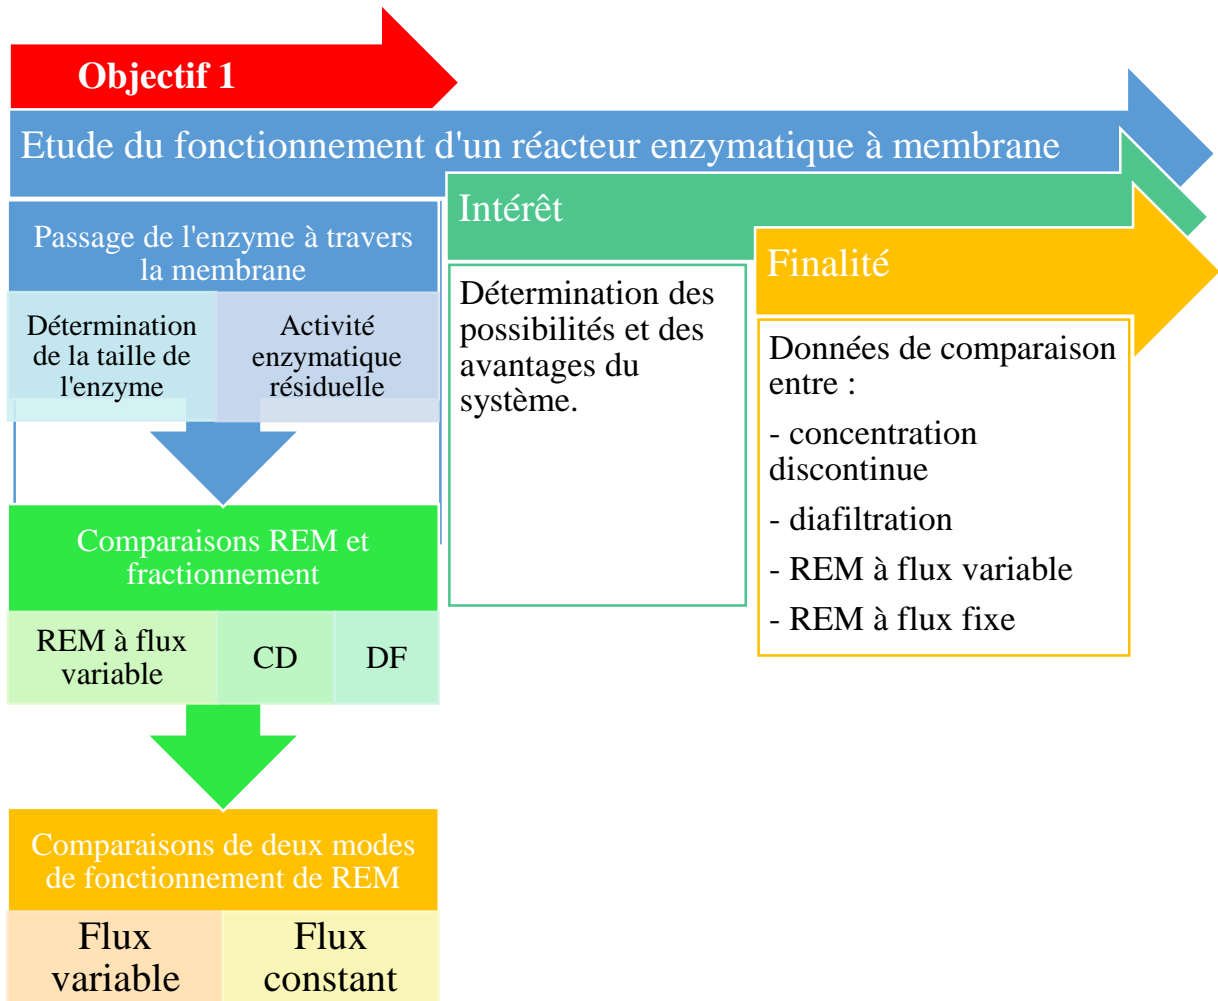 Objectif 1
Etude du fonctionnement d'un réacteur enzymatique à membrane
Passage de l'enzyme à travers
la membrane
Détermination
de la taille de
l'enzyme
Activité
enzymatique
résiduelle
Comparaisons REM et
fractionnement
REM à flux
variable
CD
DF
Comparaisons de deux modes
de fonctionnement de REM
Flux
variable
Flux
constant
Intérêt
Détermination des
possibilités et des
avantages du
système.
Finalité
Données de comparaison
entre :
- concentration
discontinue
- diafiltration
- REM à flux variable
- REM à flux fixe